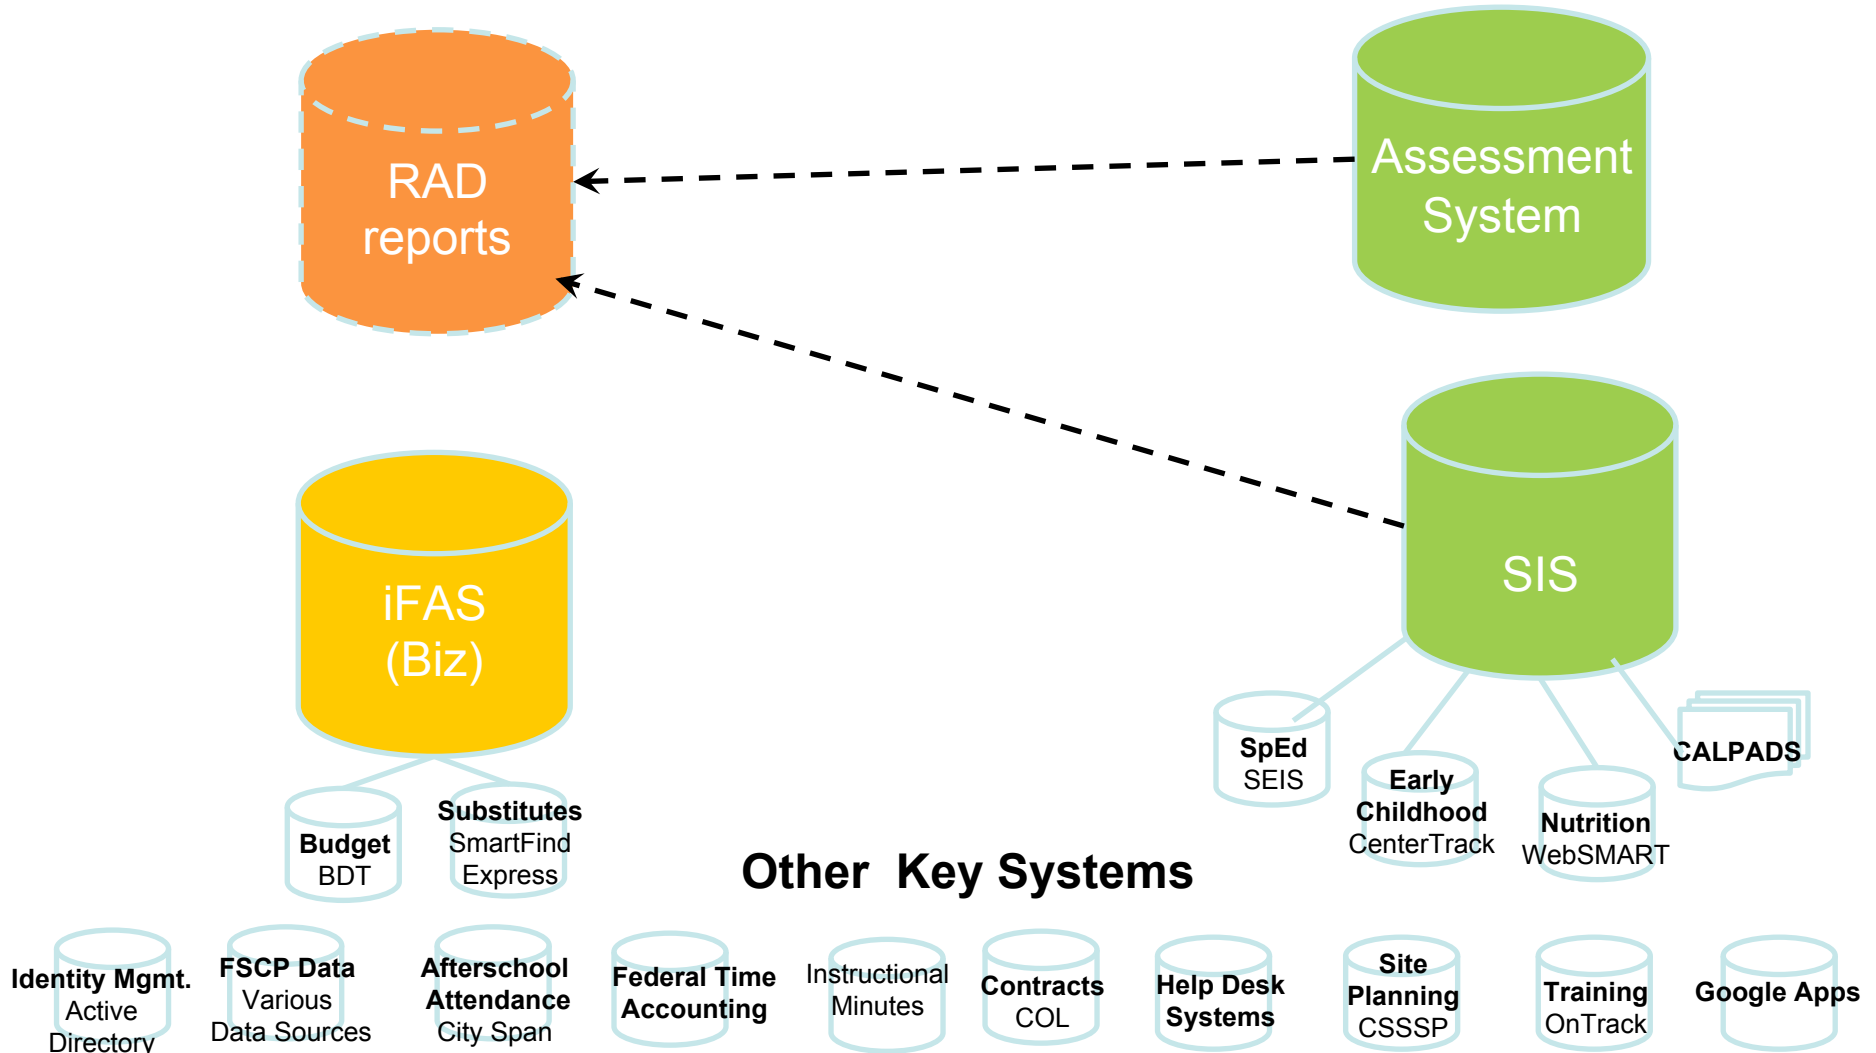 RAD
reports
Assessment
System
iFAS
(Biz)
SIS
SpEd
SEIS
Early
Childhood
CenterTrack
Nutrition
WebSMART
CALPADS
Budget
BDT
Substitutes
SmartFind
Express
Other Key Systems
Identity Mgmt.
Active
Directory
FSCP Data
Various
Data Sources
Afterschool
Attendance
City Span
Federal Time
Accounting
Instructional
Minutes
Contracts
COL
Help Desk
Systems
Site
Planning
CSSSP
Training
OnTrack
Google Apps